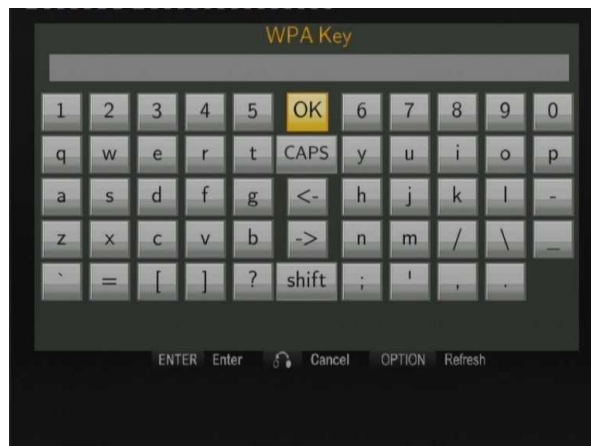 WPA Key
1 2 3 4 5 OK 6 7 8 9 0
q w e r t CAPS y u i o p
a s d f g <- h j k l -
z x c v b -> n m / \ _
` = [ ] ? shift ; ' , .
ENTER Enter Cancel OPTION Refresh